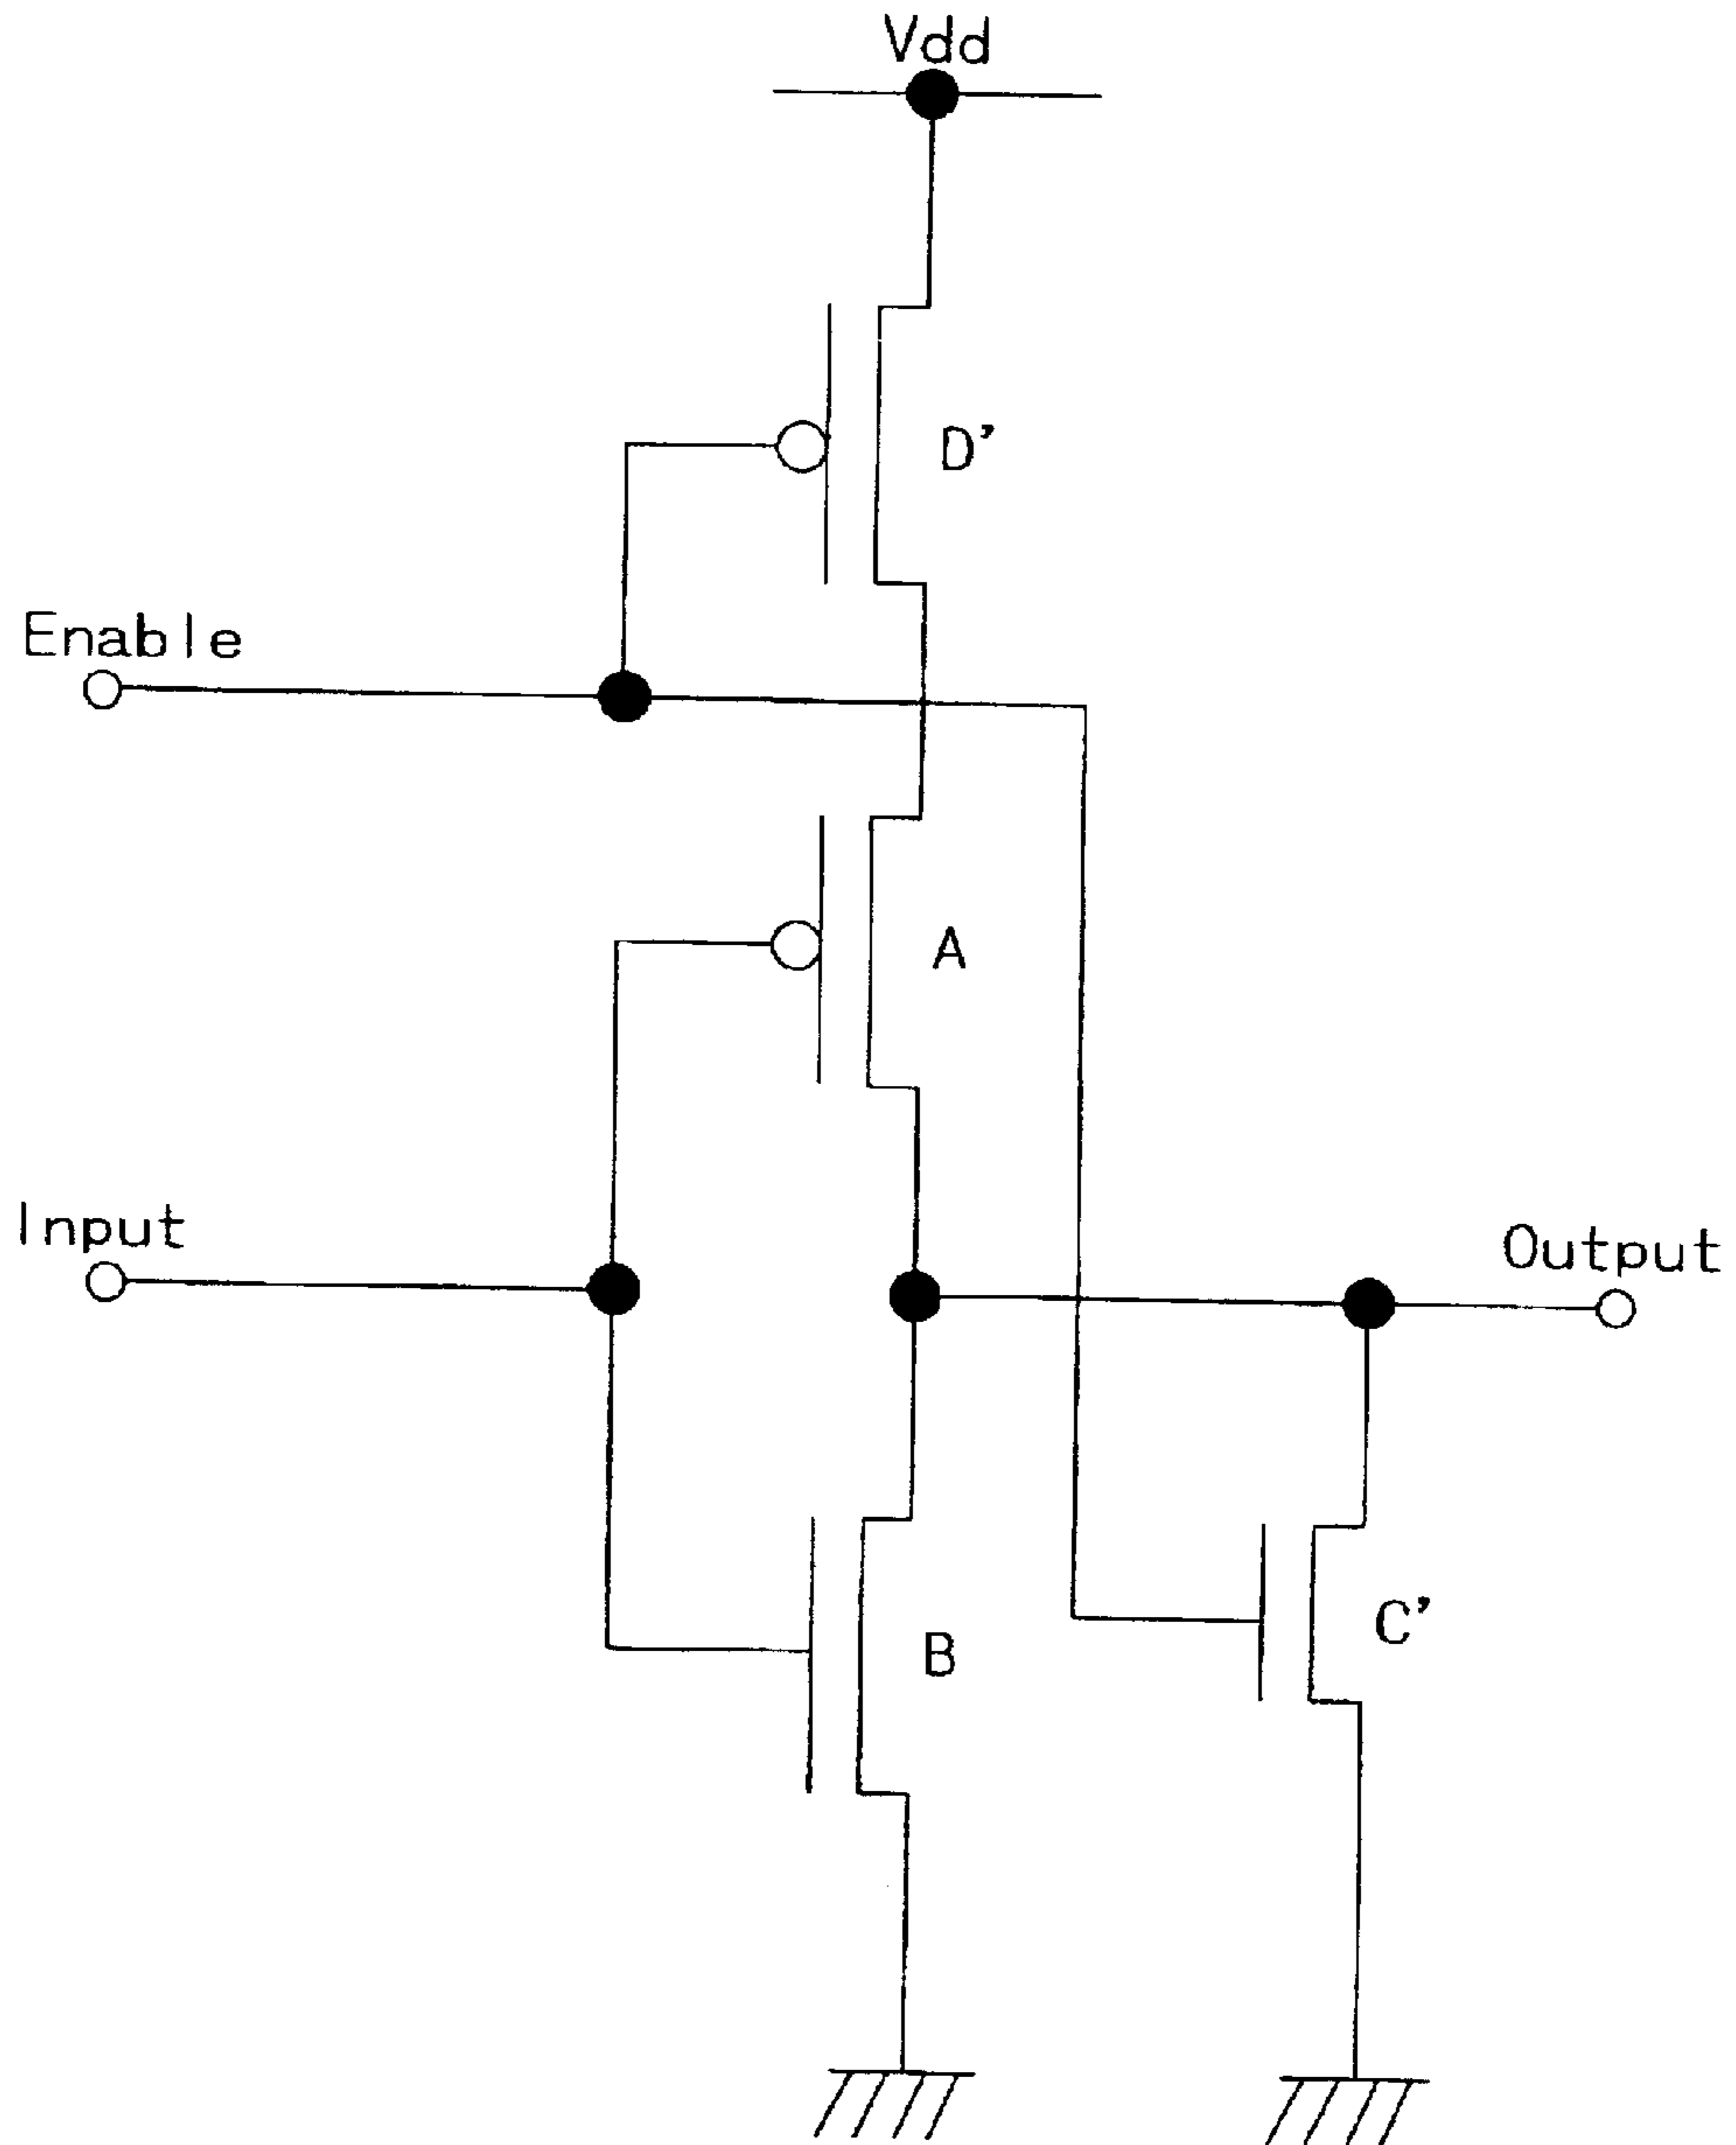 Vdd
D’
Enable
A
Input
Output
C’
B